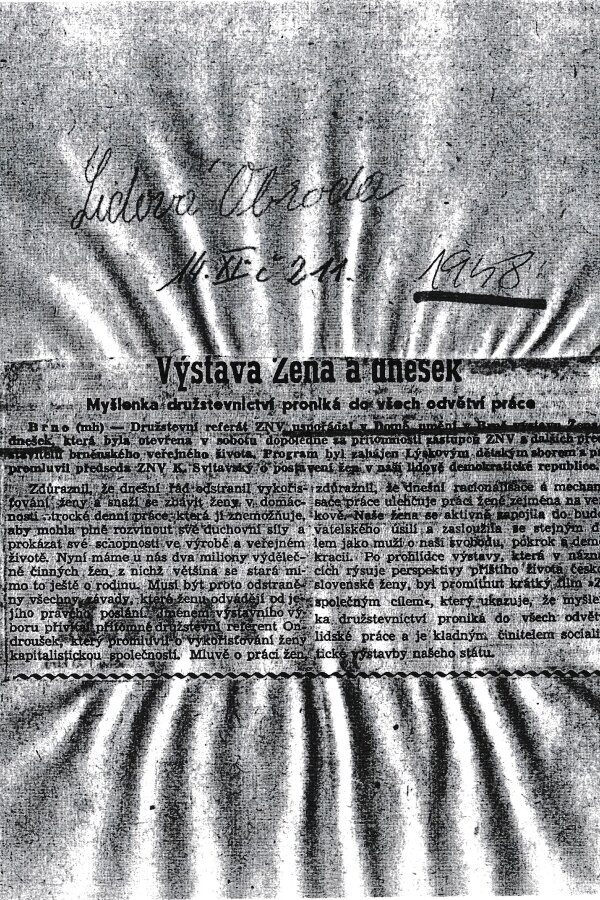 Lidová Obroda
14. XI. č 211.
1948
Výstava Žena a dnešek
Myšlenka družstevnictví proniká do všech odvětví práce
Brno (mh) — Družstevní referát ZNV uspořádal v Domě umění v Brně výstavu Žena
dnešek, která byla otevřena v sobotu dopoledne za přítomnosti zástupců ZNV a dalších před
stavitelů brněnského veřejného života. Program byl zahájen Lýskovým dětským sborem a p
promluvil předseda ZNV K. Svitavský o postavení žen v naší lidově demokratické republice.
Zdůraznil, že dnešní řád odstranil vykořis-
ťování ženy a snaží se zbavit ženy v domác-
nosti otrocké denní práce, která jí znemožňuje,
aby mohla plně rozvinout své duchovní síly a
prokázat své schopnosti ve výrobě a veřejném
životě. Nyní máme u nás dva miliony výděleč-
ně činných žen, z nichž většina se stará mi-
mo to ještě o rodinu. Musí být proto odstraně-
ny všechny závady, které ženu odvádějí od je-
jího pravého poslání. Jménem výstavního vý-
boru přivítal přítomné družstevní referent On-
droušek, který promluvil o vykořisťování ženy
kapitalistickou společností. Mluvě o práci žen,
zdůraznil, že dnešní racionalisace a mechan
sace práce ulehčuje práci ženě zejména na ve
kově. Naše žena se aktivně zapojila do budo
vatelského úsilí a zasloužila se stejným d
lem jako muži o naši svobodu, pokrok a demo
kracii. Po prohlídce výstavy, která v názn
cích rýsuje perspektivy příštího života česko
slovenské ženy, byl promítnut krátký film »Z
společným cílem«, který ukazuje, že myšle
ka družstevnictví proniká do všech odvět
lidské práce a je kladným činitelem sociali
tické výstavby našeho státu.